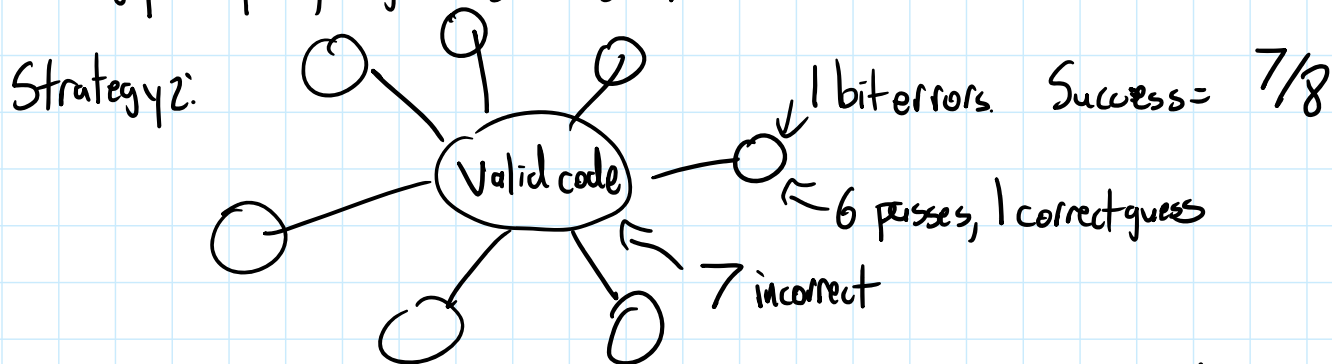 Strategy 2:
1 bit errors. Success = 7/8
Valid code
6 passes, 1 correct guess
7 incorrect